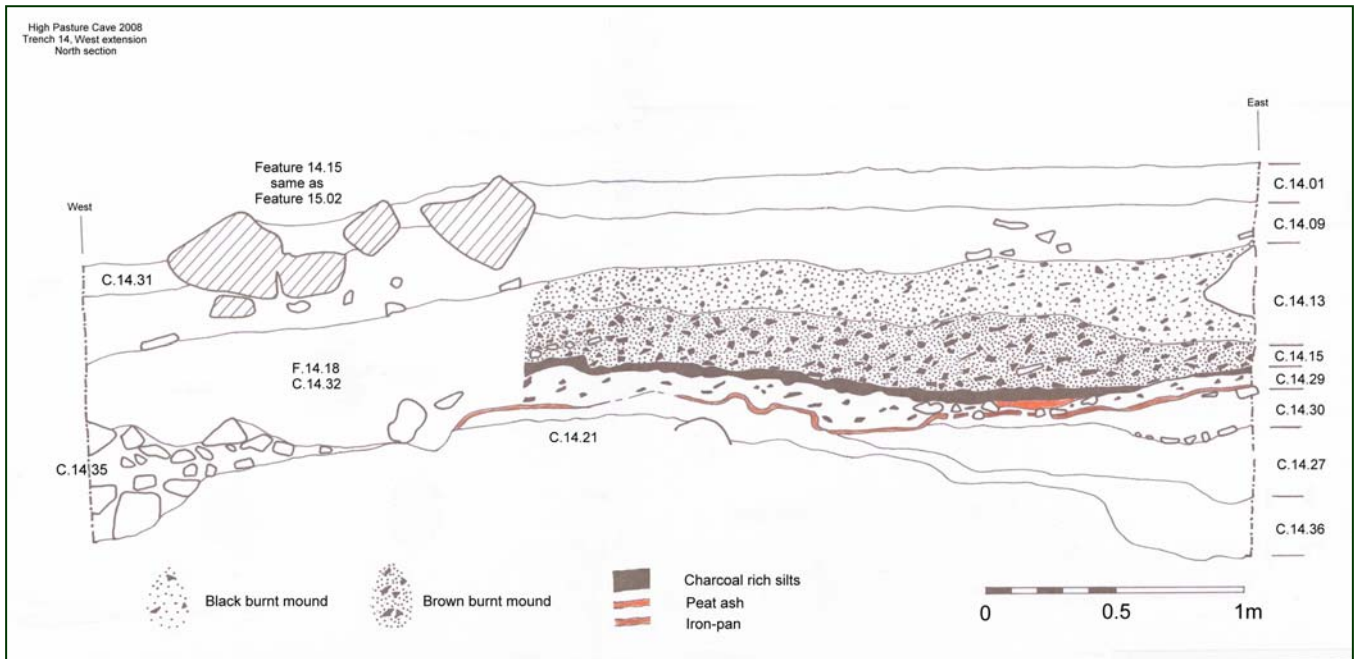 High Pasture Cave 2008
Trench 14, West extension
North section
East
Feature 14.15
same as
Feature 15.02
West
C.14.01
C.14.09
C.14.31
C.14.13
C.14.15
F.14.18
C.14.32
C.14.29
C.14.30
C.14.21
C.14.35
C.14.27
C.14.36
Black burnt mound
Brown burnt mound
Charcoal rich silts
Peat ash
Iron-pan
0 0.5 1m